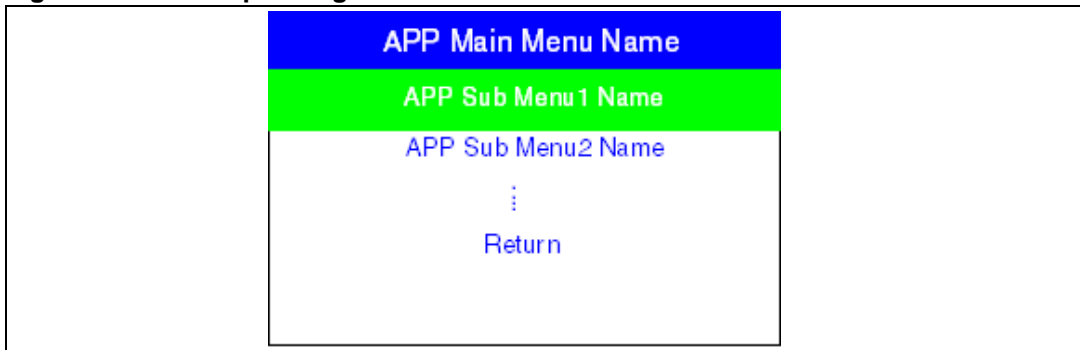 APP Main Menu Name
APP Sub Menu1 Name
APP Sub Menu2 Name
Return